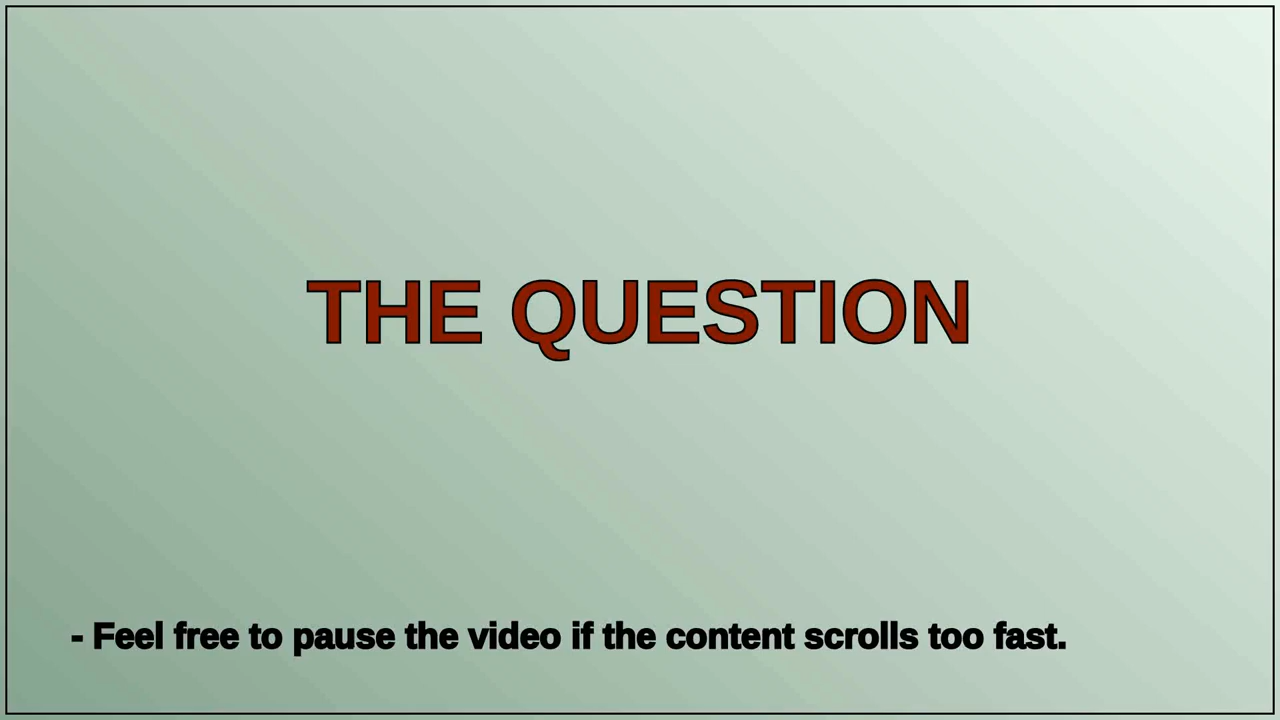 THE QUESTION
- Feel free to pause the video if the content scrolls too fast.